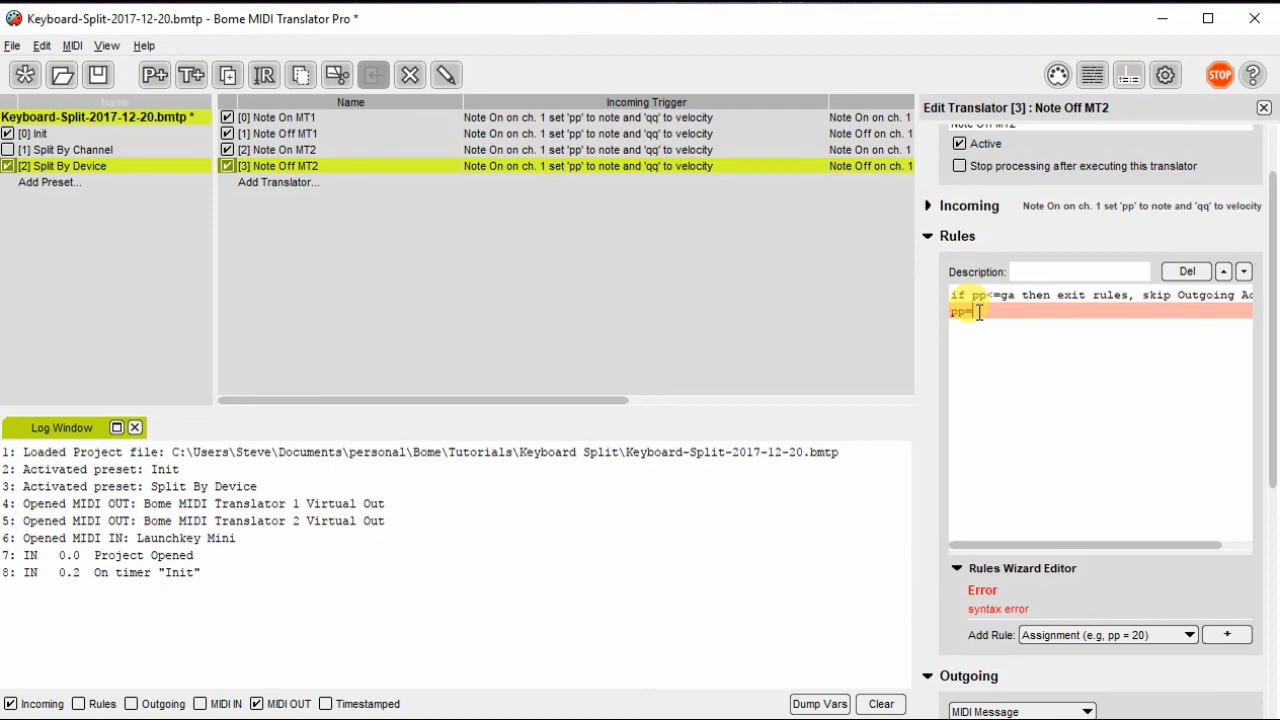 Keyboard-Split-2017-12-20.bmtp - Bome MIDI Translator Pro *
File Edit MIDI View Help
P+ T+ IR STOP ?
Name
Keyboard-Split-2017-12-20.bmtp *
[0] Init
[1] Split By Channel
[2] Split By Device
Add Preset...
Name Incoming Trigger
[0] Note On MT1 Note On on ch. 1 set 'pp' to note and 'qq' to velocity Note On on ch. 1
[1] Note Off MT1 Note On on ch. 1 set 'pp' to note and 'qq' to velocity Note Off on ch. 1
[2] Note On MT2 Note On on ch. 1 set 'pp' to note and 'qq' to velocity Note On on ch. 1
[3] Note Off MT2 Note On on ch. 1 set 'pp' to note and 'qq' to velocity Note Off on ch. 1
Add Translator...
Log Window
1: Loaded Project file: C:\Users\Steve\Documents\personal\Bome\Tutorials\Keyboard Split\Keyboard-Split-2017-12-20.bmtp
2: Activated preset: Init
3: Activated preset: Split By Device
4: Opened MIDI OUT: Bome MIDI Translator 1 Virtual Out
5: Opened MIDI OUT: Bome MIDI Translator 2 Virtual Out
6: Opened MIDI IN: Launchkey Mini
7: IN 0.0 Project Opened
8: IN 0.2 On timer "Init"
Incoming Rules Outgoing MIDI IN MIDI OUT Timestamped Dump Vars Clear
Edit Translator [3] : Note Off MT2
Note Off MT2
Active
Stop processing after executing this translator
Incoming Note On on ch. 1 set 'pp' to note and 'qq' to velocity
Rules
Description: Del
if pp<=ga then exit rules, skip Outgoing Ac
pp=
Rules Wizard Editor
Error
syntax error
Add Rule: Assignment (e.g, pp = 20) +
Outgoing
MIDI Message